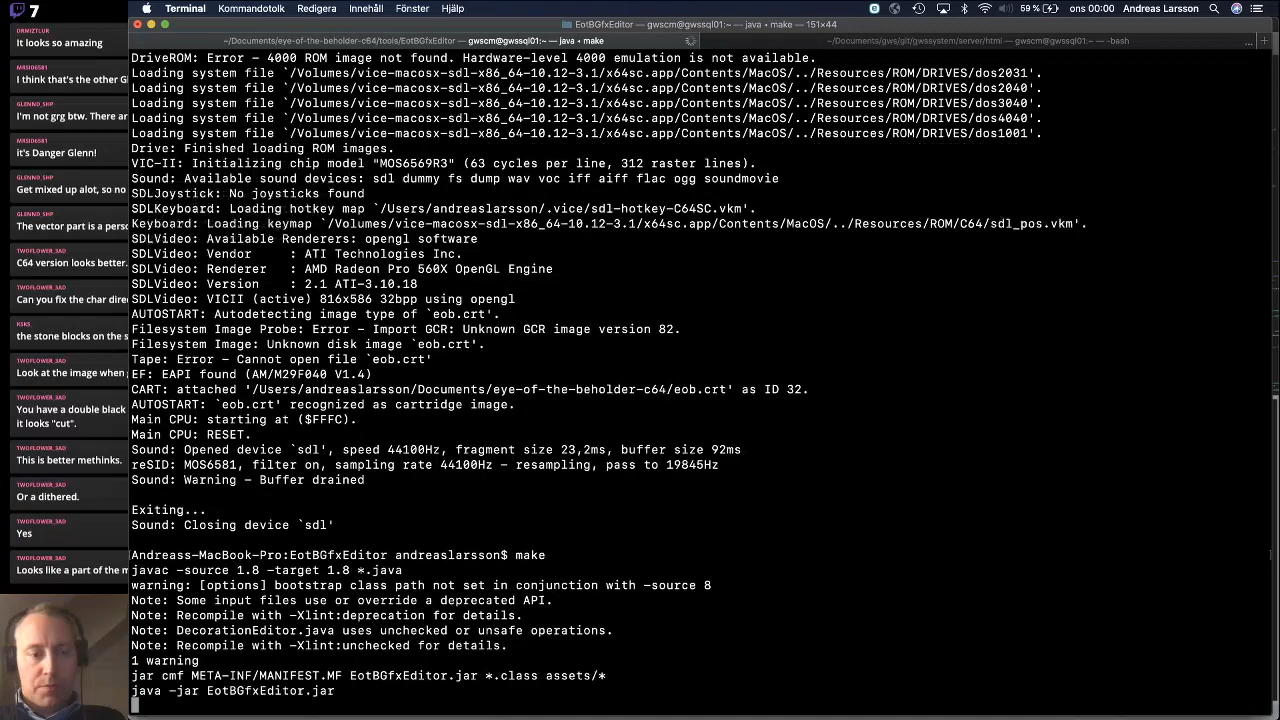 7
Terminal Kommandotolk Redigera Innehåll Fönster Hjälp
59 % ons 00:00 Andreas Larsson
EotBGfxEditor — gwscm@gwssql01:~ — java • make — 151×44
~/Documents/eye-of-the-beholder-c64/tools/EotBGfxEditor — gwscm@gwssql01:~ — java • make
~/Documents/gws/git/gwssystem/server/html — gwscm@gwssql01:~ — -bash
DRMIZTLUR
It looks so amazing
MRSID6581
I think that's the other G
GLENND_SHP
I'm not grg btw. There ar
MRSID6581
it's Danger Glenn!
GLENND_SHP
Get mixed up alot, so no
GLENND_SHP
The vector part is a perso
TWOFLOWER_3AD
C64 version looks better.
TWOFLOWER_3AD
Can you fix the char direc
KSKS_
the stone blocks on the s
TWOFLOWER_3AD
Look at the image when
TWOFLOWER_3AD
You have a double black
it looks "cut".
TWOFLOWER_3AD
This is better methinks.
TWOFLOWER_3AD
Or a dithered.
TWOFLOWER_3AD
Yes
TWOFLOWER_3AD
Looks like a part of the m
DriveROM: Error - 4000 ROM image not found. Hardware-level 4000 emulation is not available.
Loading system file `/Volumes/vice-macosx-sdl-x86_64-10.12-3.1/x64sc.app/Contents/MacOS/../Resources/ROM/DRIVES/dos2031'.
Loading system file `/Volumes/vice-macosx-sdl-x86_64-10.12-3.1/x64sc.app/Contents/MacOS/../Resources/ROM/DRIVES/dos2040'.
Loading system file `/Volumes/vice-macosx-sdl-x86_64-10.12-3.1/x64sc.app/Contents/MacOS/../Resources/ROM/DRIVES/dos3040'.
Loading system file `/Volumes/vice-macosx-sdl-x86_64-10.12-3.1/x64sc.app/Contents/MacOS/../Resources/ROM/DRIVES/dos4040'.
Loading system file `/Volumes/vice-macosx-sdl-x86_64-10.12-3.1/x64sc.app/Contents/MacOS/../Resources/ROM/DRIVES/dos1001'.
Drive: Finished loading ROM images.
VIC-II: Initializing chip model "MOS6569R3" (63 cycles per line, 312 raster lines).
Sound: Available sound devices: sdl dummy fs dump wav voc iff aiff flac ogg soundmovie
SDLJoystick: No joysticks found
SDLKeyboard: Loading hotkey map `/Users/andreaslarsson/.vice/sdl-hotkey-C64SC.vkm'.
Keyboard: Loading keymap `/Volumes/vice-macosx-sdl-x86_64-10.12-3.1/x64sc.app/Contents/MacOS/../Resources/ROM/C64/sdl_pos.vkm'.
SDLVideo: Available Renderers: opengl software
SDLVideo: Vendor : ATI Technologies Inc.
SDLVideo: Renderer : AMD Radeon Pro 560X OpenGL Engine
SDLVideo: Version : 2.1 ATI-3.10.18
SDLVideo: VICII (active) 816x586 32bpp using opengl
AUTOSTART: Autodetecting image type of `eob.crt'.
Filesystem Image Probe: Error - Import GCR: Unknown GCR image version 82.
Filesystem Image: Unknown disk image `eob.crt'.
Tape: Error - Cannot open file `eob.crt'
EF: EAPI found (AM/M29F040 V1.4)
CART: attached '/Users/andreaslarsson/Documents/eye-of-the-beholder-c64/eob.crt' as ID 32.
AUTOSTART: `eob.crt' recognized as cartridge image.
Main CPU: starting at ($FFFC).
Main CPU: RESET.
Sound: Opened device `sdl', speed 44100Hz, fragment size 23,2ms, buffer size 92ms
reSID: MOS6581, filter on, sampling rate 44100Hz - resampling, pass to 19845Hz
Sound: Warning - Buffer drained
Exiting...
Sound: Closing device `sdl'
Andreass-MacBook-Pro:EotBGfxEditor andreaslarsson$ make
javac -source 1.8 -target 1.8 *.java
warning: [options] bootstrap class path not set in conjunction with -source 8
Note: Some input files use or override a deprecated API.
Note: Recompile with -Xlint:deprecation for details.
Note: DecorationEditor.java uses unchecked or unsafe operations.
Note: Recompile with -Xlint:unchecked for details.
1 warning
jar cmf META-INF/MANIFEST.MF EotBGfxEditor.jar *.class assets/*
java -jar EotBGfxEditor.jar